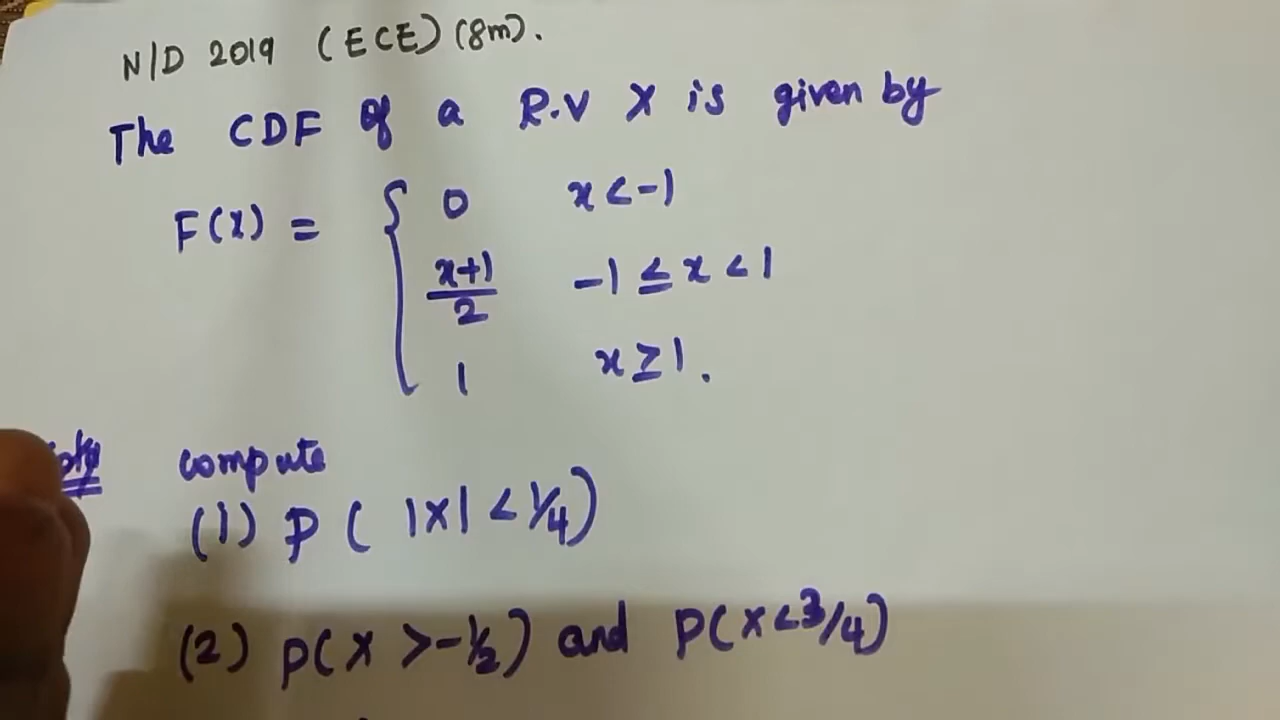 N/D 2019 (ECE) (8m).
The CDF of a R.V X is given by
F(x) = { 0 x < -1
x+1/2 -1 ≤ x < 1
1 x ≥ 1.
compute
(1) P ( |X| < 1/4)
(2) P(X > -1/2) and P(X < 3/4)